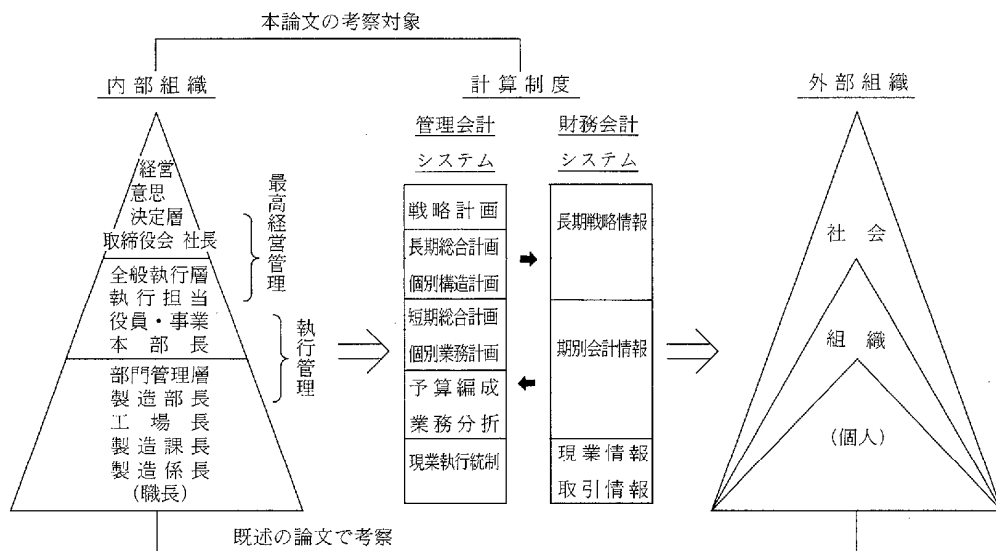 本論文の考察対象
内部組織
計算制度
外部組織
管理会計
システム
財務会計
システム
経営
意思
決定層
取締役会 社長
全般執行層
執行担当
役員・事業
本部長
部門管理層
製造部長
工場長
製造課長
製造係長
(職長)
最高経営管理
執行管理
戦略計画
長期総合計画
個別構造計画
短期総合計画
個別業務計画
予算編成
業務分折
現業執行統制
長期戦略情報
期別会計情報
現業情報
取引情報
社会
組織
(個人)
既述の論文で考察